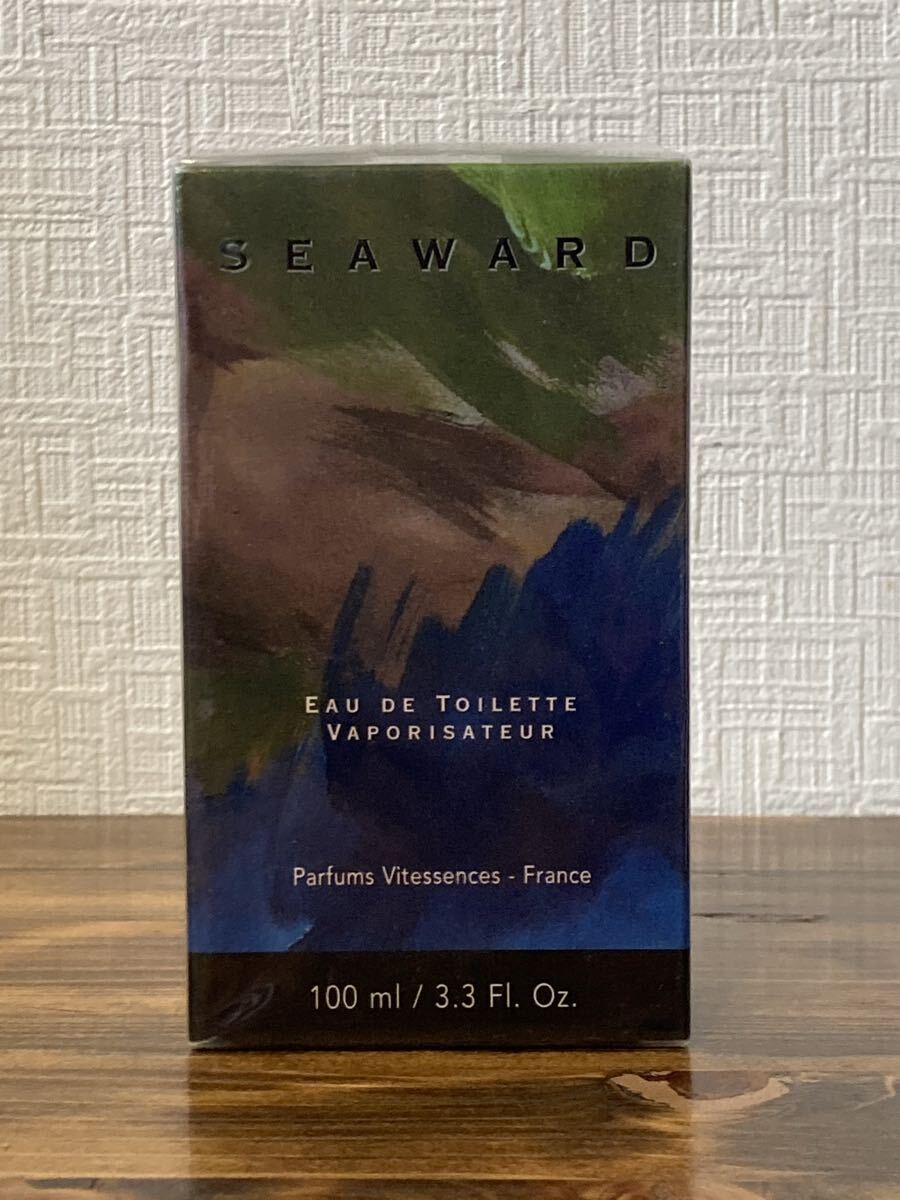 SEAWARD
EAU DE TOILETTE
VAPORISATEUR
Parfums Vitessences - France
100 ml / 3.3 Fl. Oz.